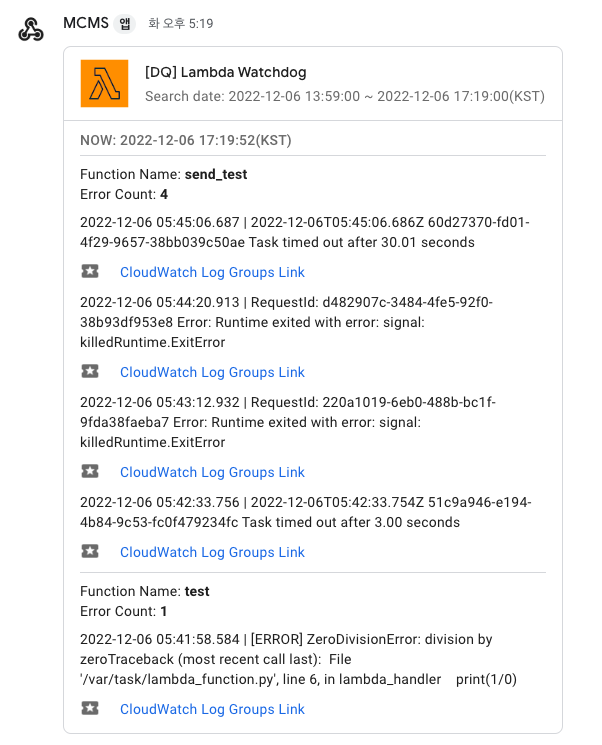 MCMS 앱 화 오후 5:19
[DQ] Lambda Watchdog
Search date: 2022-12-06 13:59:00 ~ 2022-12-06 17:19:00(KST)
NOW: 2022-12-06 17:19:52(KST)
Function Name: send_test
Error Count: 4
2022-12-06 05:45:06.687 | 2022-12-06T05:45:06.686Z 60d27370-fd01-
4f29-9657-38bb039c50ae Task timed out after 30.01 seconds
CloudWatch Log Groups Link
2022-12-06 05:44:20.913 | RequestId: d482907c-3484-4fe5-92f0-
38b93df953e8 Error: Runtime exited with error: signal:
killedRuntime.ExitError
CloudWatch Log Groups Link
2022-12-06 05:43:12.932 | RequestId: 220a1019-6eb0-488b-bc1f-
9fda38faeba7 Error: Runtime exited with error: signal:
killedRuntime.ExitError
CloudWatch Log Groups Link
2022-12-06 05:42:33.756 | 2022-12-06T05:42:33.754Z 51c9a946-e194-
4b84-9c53-fc0f479234fc Task timed out after 3.00 seconds
CloudWatch Log Groups Link
Function Name: test
Error Count: 1
2022-12-06 05:41:58.584 | [ERROR] ZeroDivisionError: division by
zeroTraceback (most recent call last):  File
'/var/task/lambda_function.py', line 6, in lambda_handler    print(1/0)
CloudWatch Log Groups Link